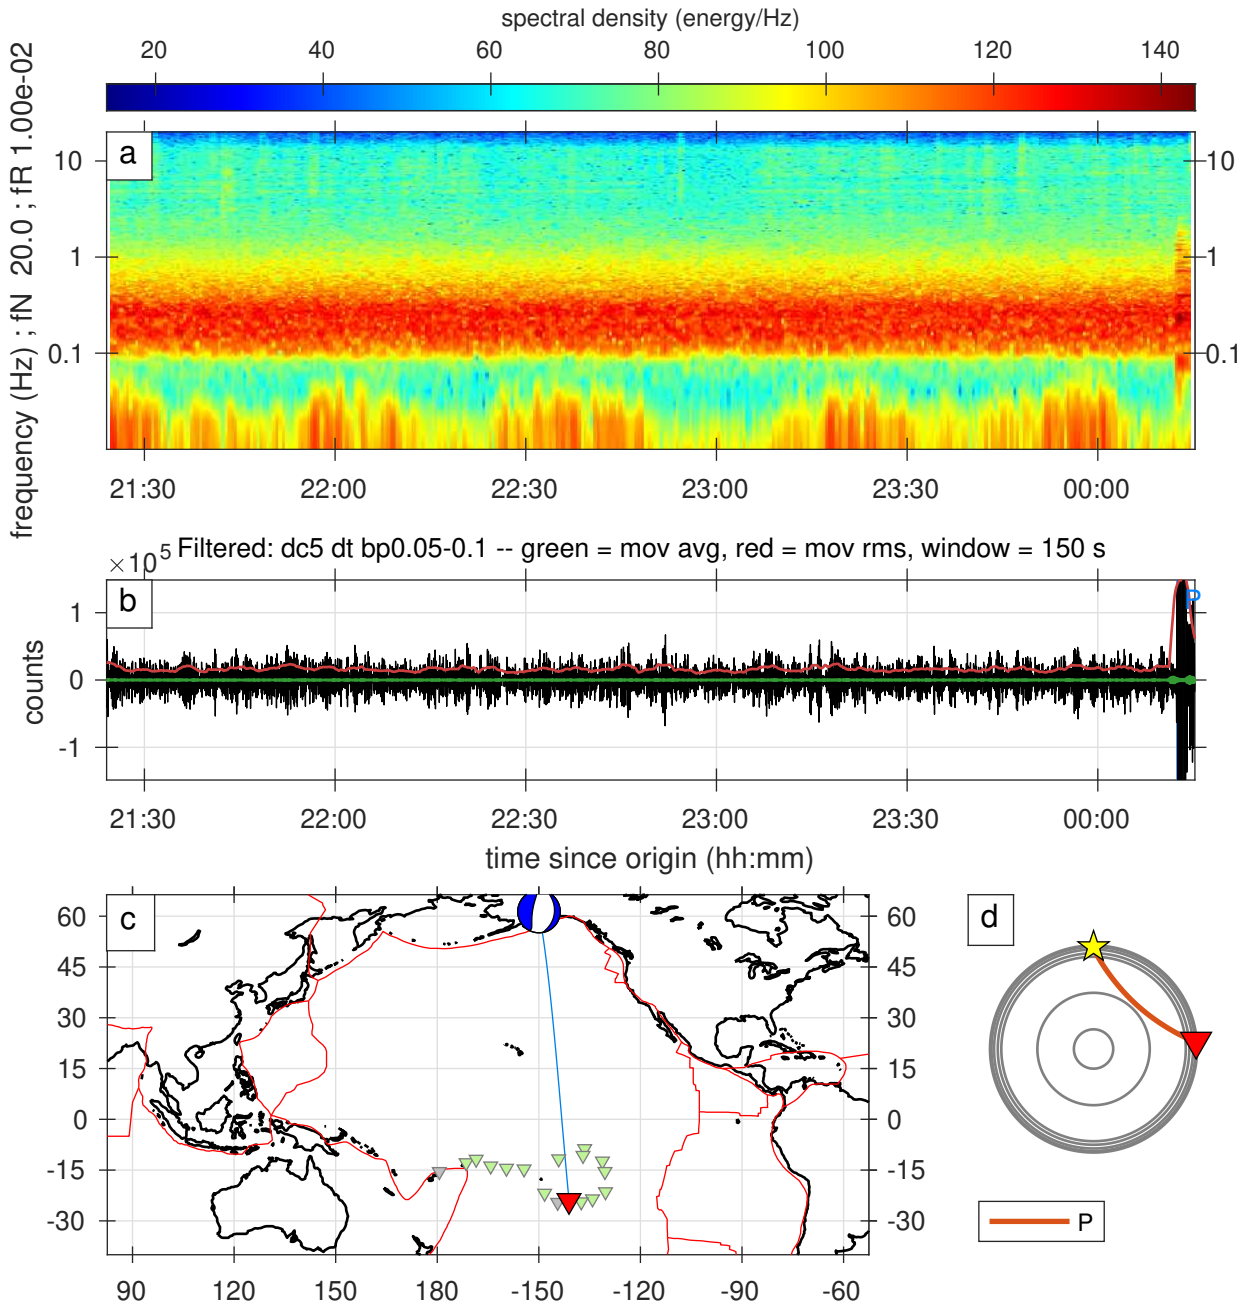 spectral density (energy/Hz)
20 40 60 80 100 120 140
frequency (Hz) ; fN 20.0 ; fR 1.00e-02
a
10 10
1 1
0.1 0.1
21:30 22:00 22:30 23:00 23:30 00:00
×10^5 Filtered: dc5 dt bp0.05-0.1 -- green = mov avg, red = mov rms, window = 150 s
b
P
counts
1
0
-1
21:30 22:00 22:30 23:00 23:30 00:00
time since origin (hh:mm)
c
60 60
45 45
30 30
15 15
0 0
-15 -15
-30 -30
90 120 150 180 -150 -120 -90 -60
d
P